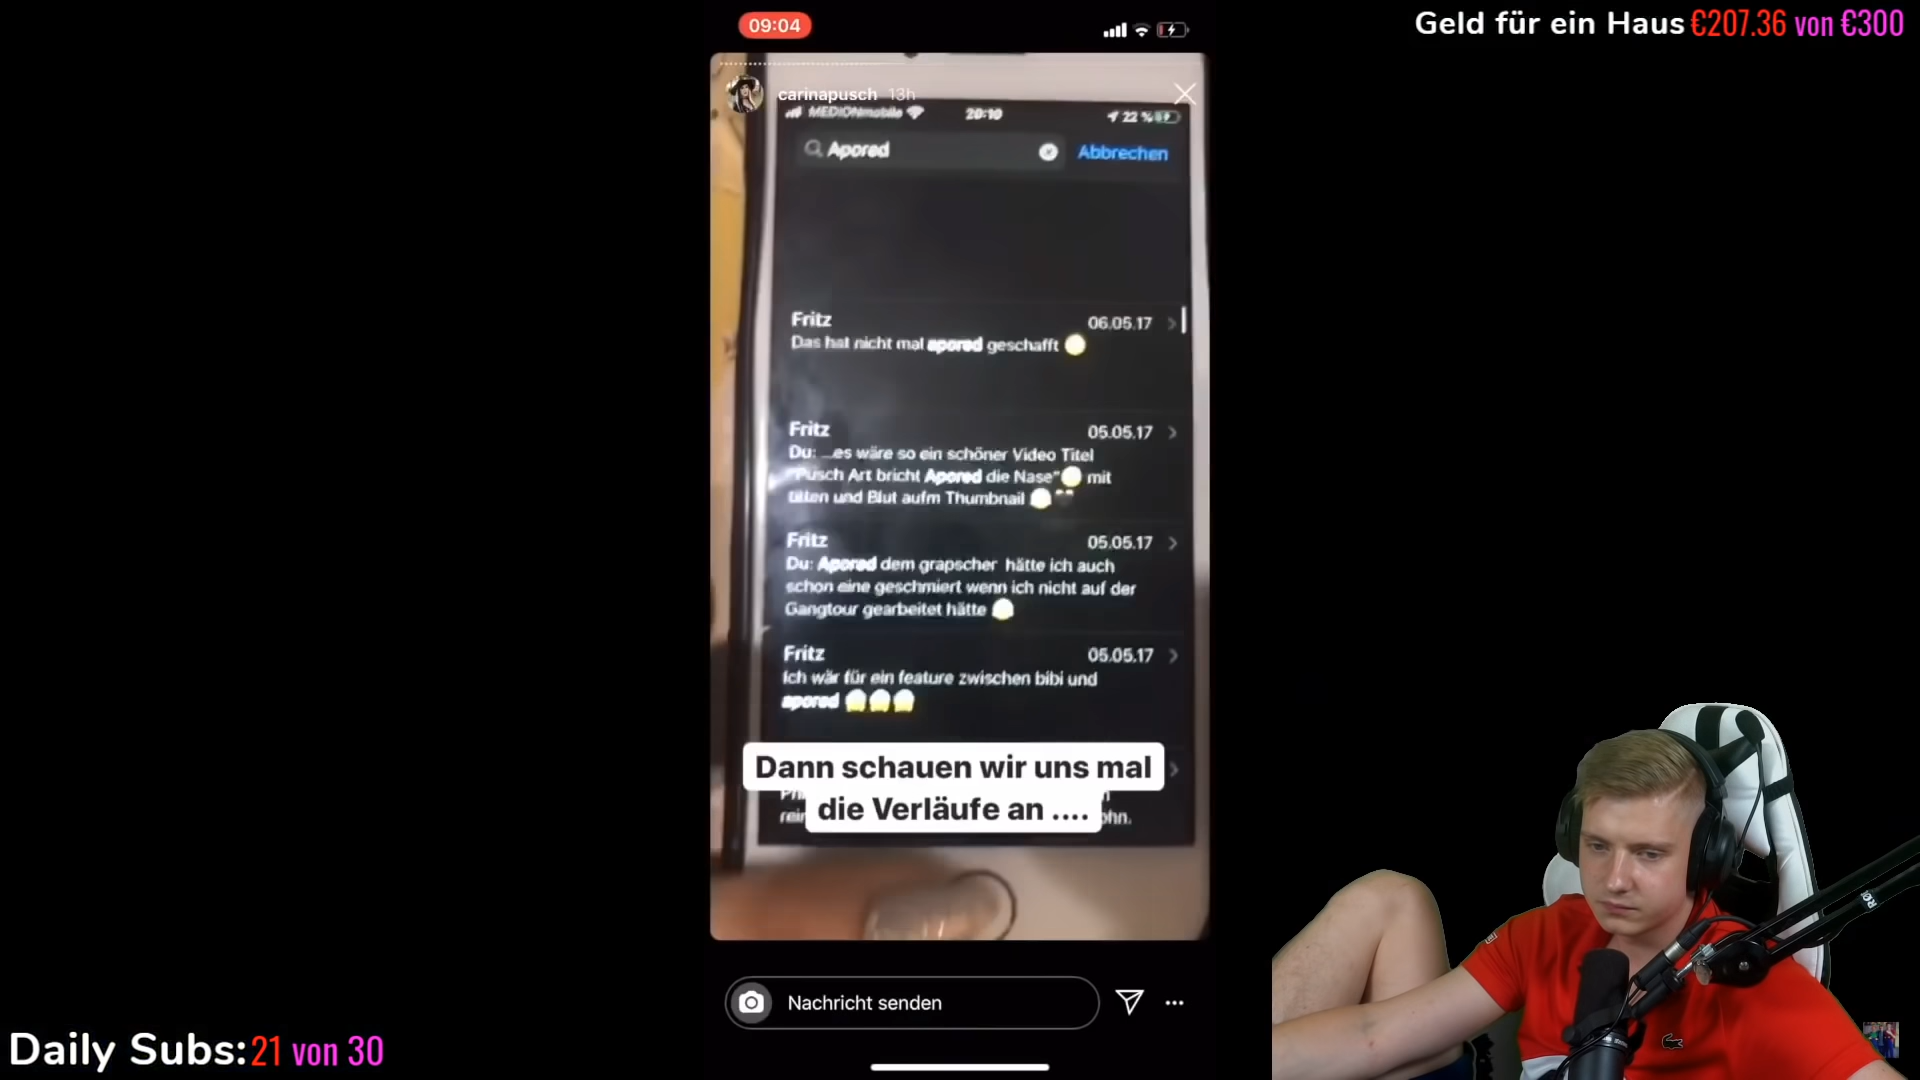 09:04
Geld für ein Haus €207.36 von €300
carinapusch 13h
MEDIONmobile 20:10 22 %
Apored Abbrechen
Fritz 06.05.17
Das hat nicht mal apored geschafft
Fritz 05.05.17
Du: ...es wäre so ein schöner Video Titel
"Pusch Art bricht Apored die Nase" mit
titten und Blut aufm Thumbnail
Fritz 05.05.17
Du: Apored dem grapscher hätte ich auch
schon eine geschmiert wenn ich nicht auf der
Gangtour gearbeitet hätte
Fritz 05.05.17
Ich wär für ein feature zwischen bibi und
apored
Dann schauen wir uns mal
die Verläufe an ....
Nachricht senden
Daily Subs: 21 von 30